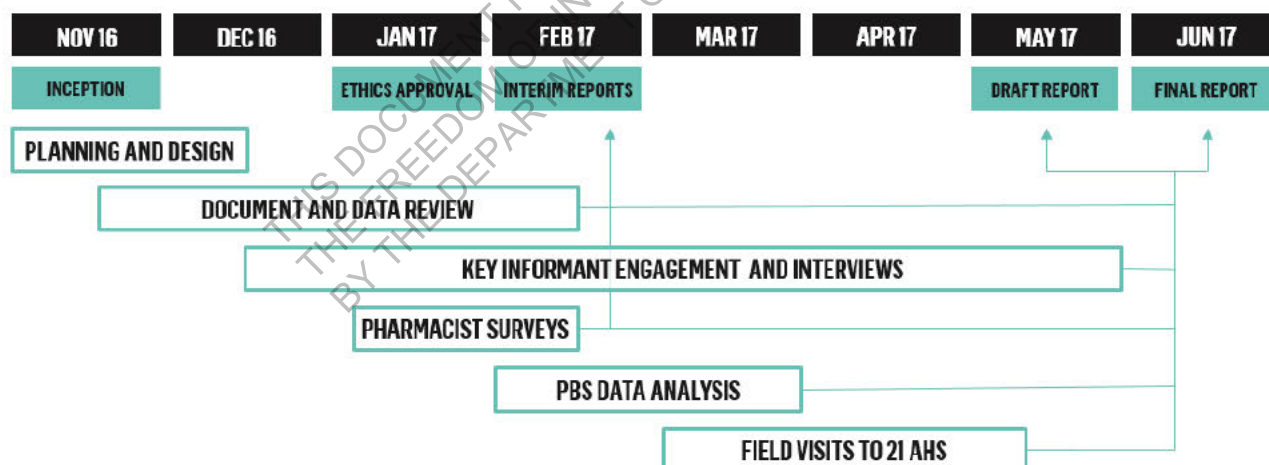 NOV 16
DEC 16
JAN 17
FEB 17
MAR 17
APR 17
MAY 17
JUN 17
INCEPTION
ETHICS APPROVAL
INTERIM REPORTS
DRAFT REPORT
FINAL REPORT
PLANNING AND DESIGN
DOCUMENT AND DATA REVIEW
KEY INFORMANT ENGAGEMENT AND INTERVIEWS
PHARMACIST SURVEYS
PBS DATA ANALYSIS
FIELD VISITS TO 21 AHS
THIS DOCUMENT
THE FREEDOM OF
BY THE DEPARTMENT